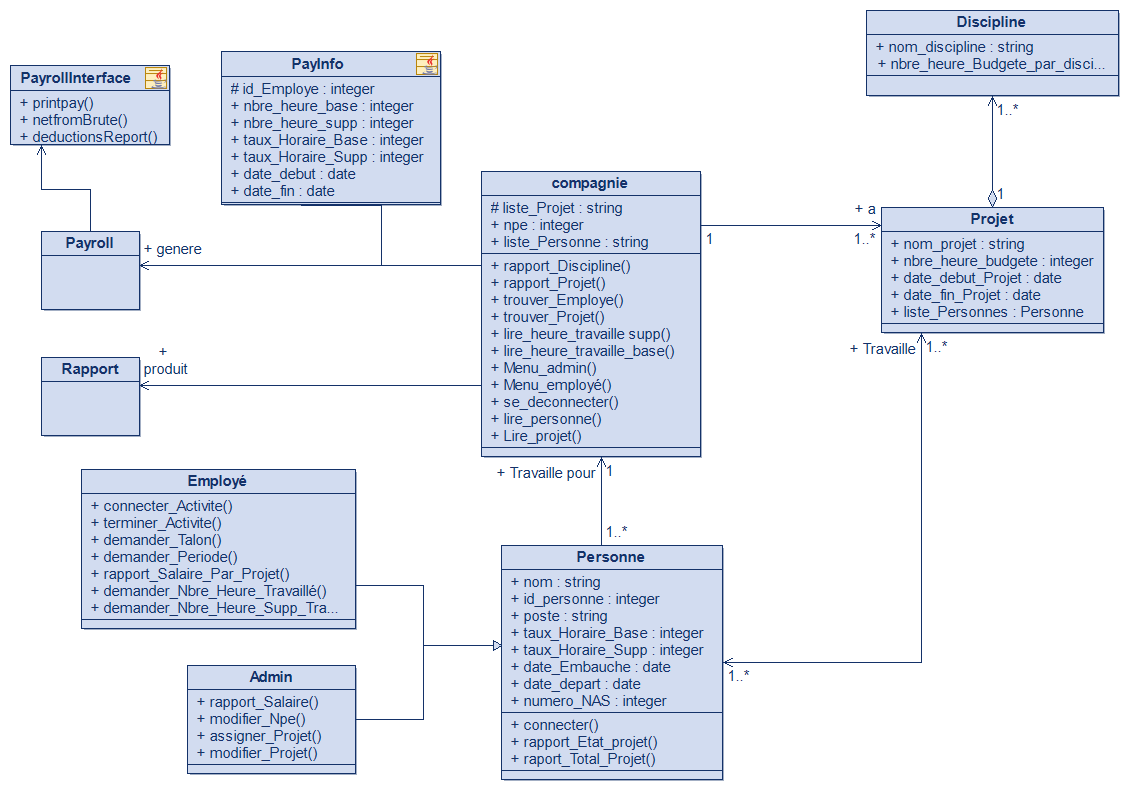 PayrollInterface
+ printpay()
+ netfromBrute()
+ deductionsReport()
PayInfo
# id_Employe : integer
+ nbre_heure_base : integer
+ nbre_heure_supp : integer
+ taux_Horaire_Base : integer
+ taux_Horaire_Supp : integer
+ date_debut : date
+ date_fin : date
Discipline
+ nom_discipline : string
+ nbre_heure_Budgete_par_disci...
1..*
1
compagnie
# liste_Projet : string
+ npe : integer
+ liste_Personne : string
+ rapport_Discipline()
+ rapport_Projet()
+ trouver_Employe()
+ trouver_Projet()
+ lire_heure_travaille supp()
+ lire_heure_travaille_base()
+ Menu_admin()
+ Menu_employé()
+ se_deconnecter()
+ lire_personne()
+ Lire_projet()
+ a
1
1..*
Projet
+ nom_projet : string
+ nbre_heure_budgete : integer
+ date_debut_Projet : date
+ date_fin_Projet : date
+ liste_Personnes : Personne
Payroll
+ genere
Rapport
+
produit
+ Travaille
1..*
+ Travaille pour
1
1..*
Employé
+ connecter_Activite()
+ terminer_Activite()
+ demander_Talon()
+ demander_Periode()
+ rapport_Salaire_Par_Projet()
+ demander_Nbre_Heure_Travaillé()
+ demander_Nbre_Heure_Supp_Tra...
Personne
+ nom : string
+ id_personne : integer
+ poste : string
+ taux_Horaire_Base : integer
+ taux_Horaire_Supp : integer
+ date_Embauche : date
+ date_depart : date
+ numero_NAS : integer
+ connecter()
+ rapport_Etat_projet()
+ raport_Total_Projet()
1..*
Admin
+ rapport_Salaire()
+ modifier_Npe()
+ assigner_Projet()
+ modifier_Projet()